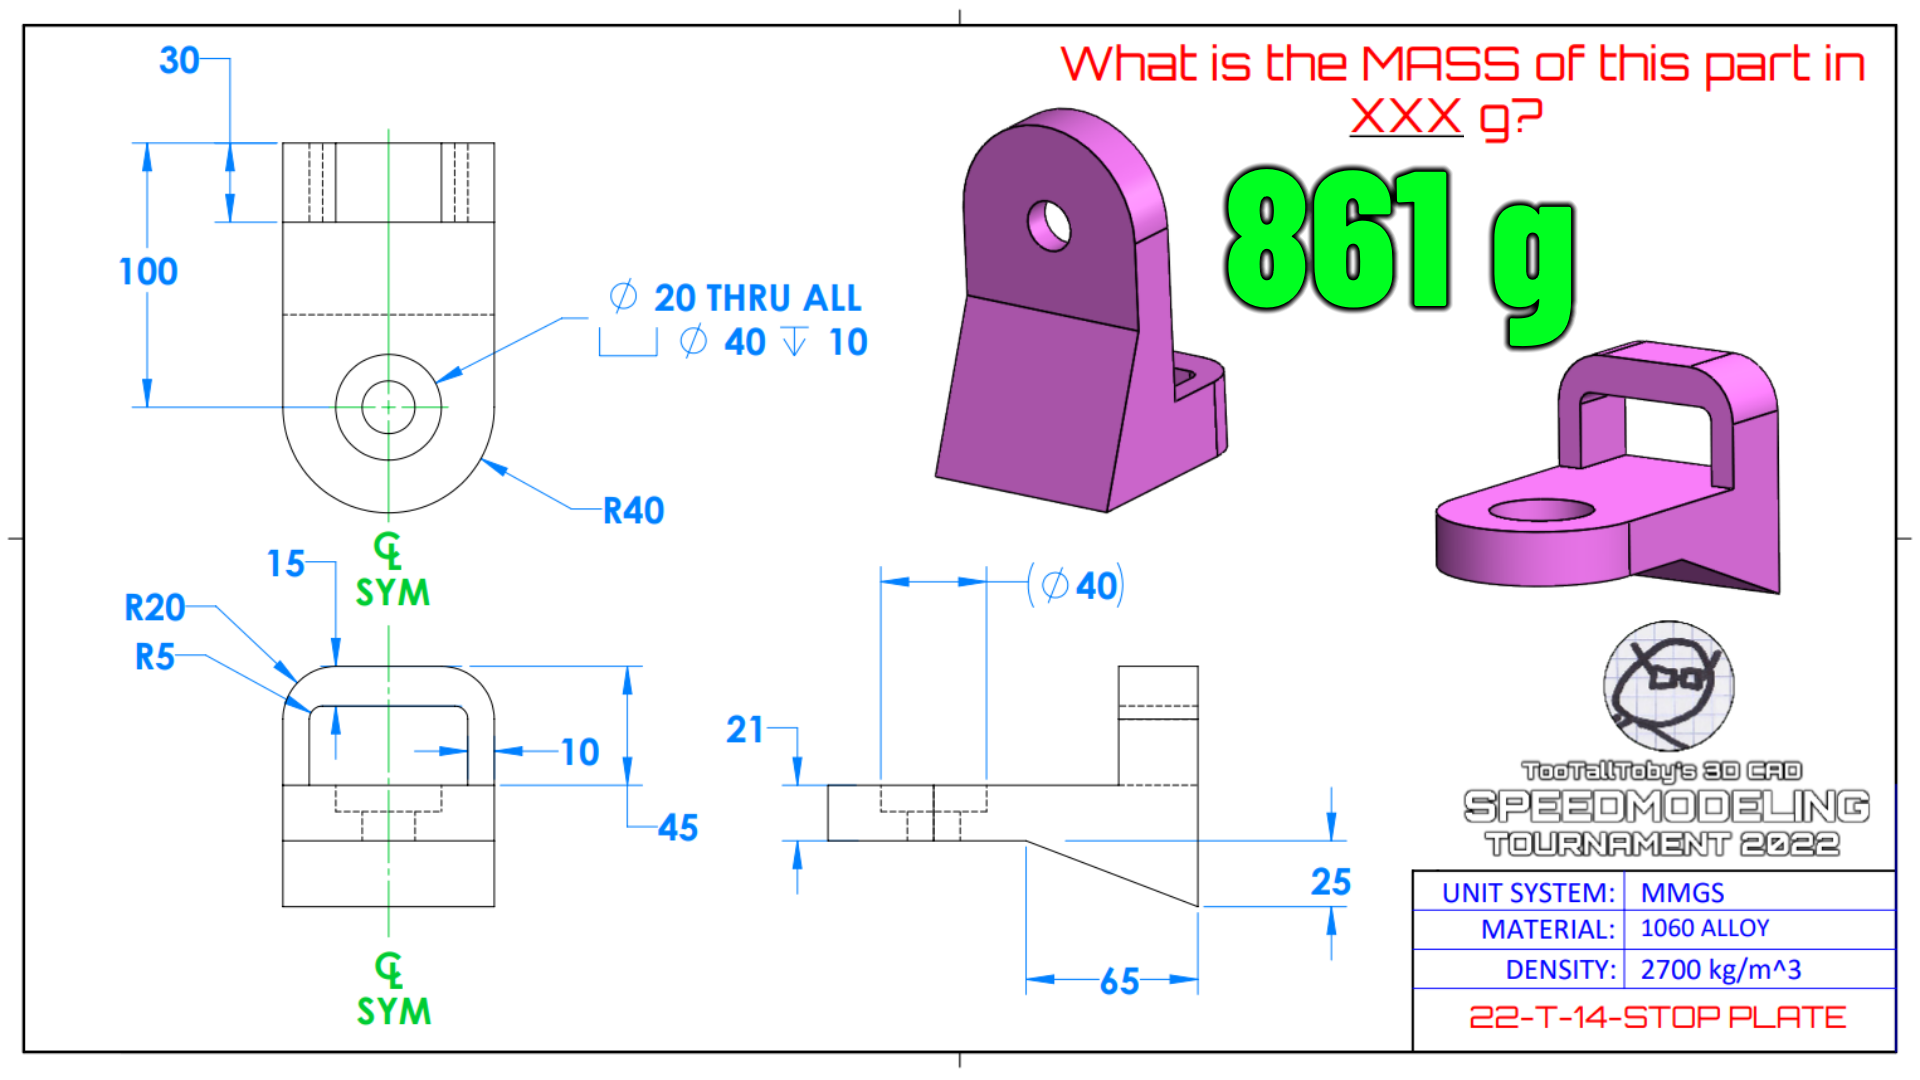 What is the MASS of this part in
XXX g?
861 g
30
100
⌀ 20 THRU ALL
⌴ ⌀ 40 ↧ 10
R40
℄
SYM
15
R20
R5
10
45
℄
SYM
(⌀ 40)
21
25
65
TooTallToby's 3D CAD
SPEEDMODELING
TOURNAMENT 2022
UNIT SYSTEM: MMGS
MATERIAL: 1060 ALLOY
DENSITY: 2700 kg/m^3
22-T-14-STOP PLATE